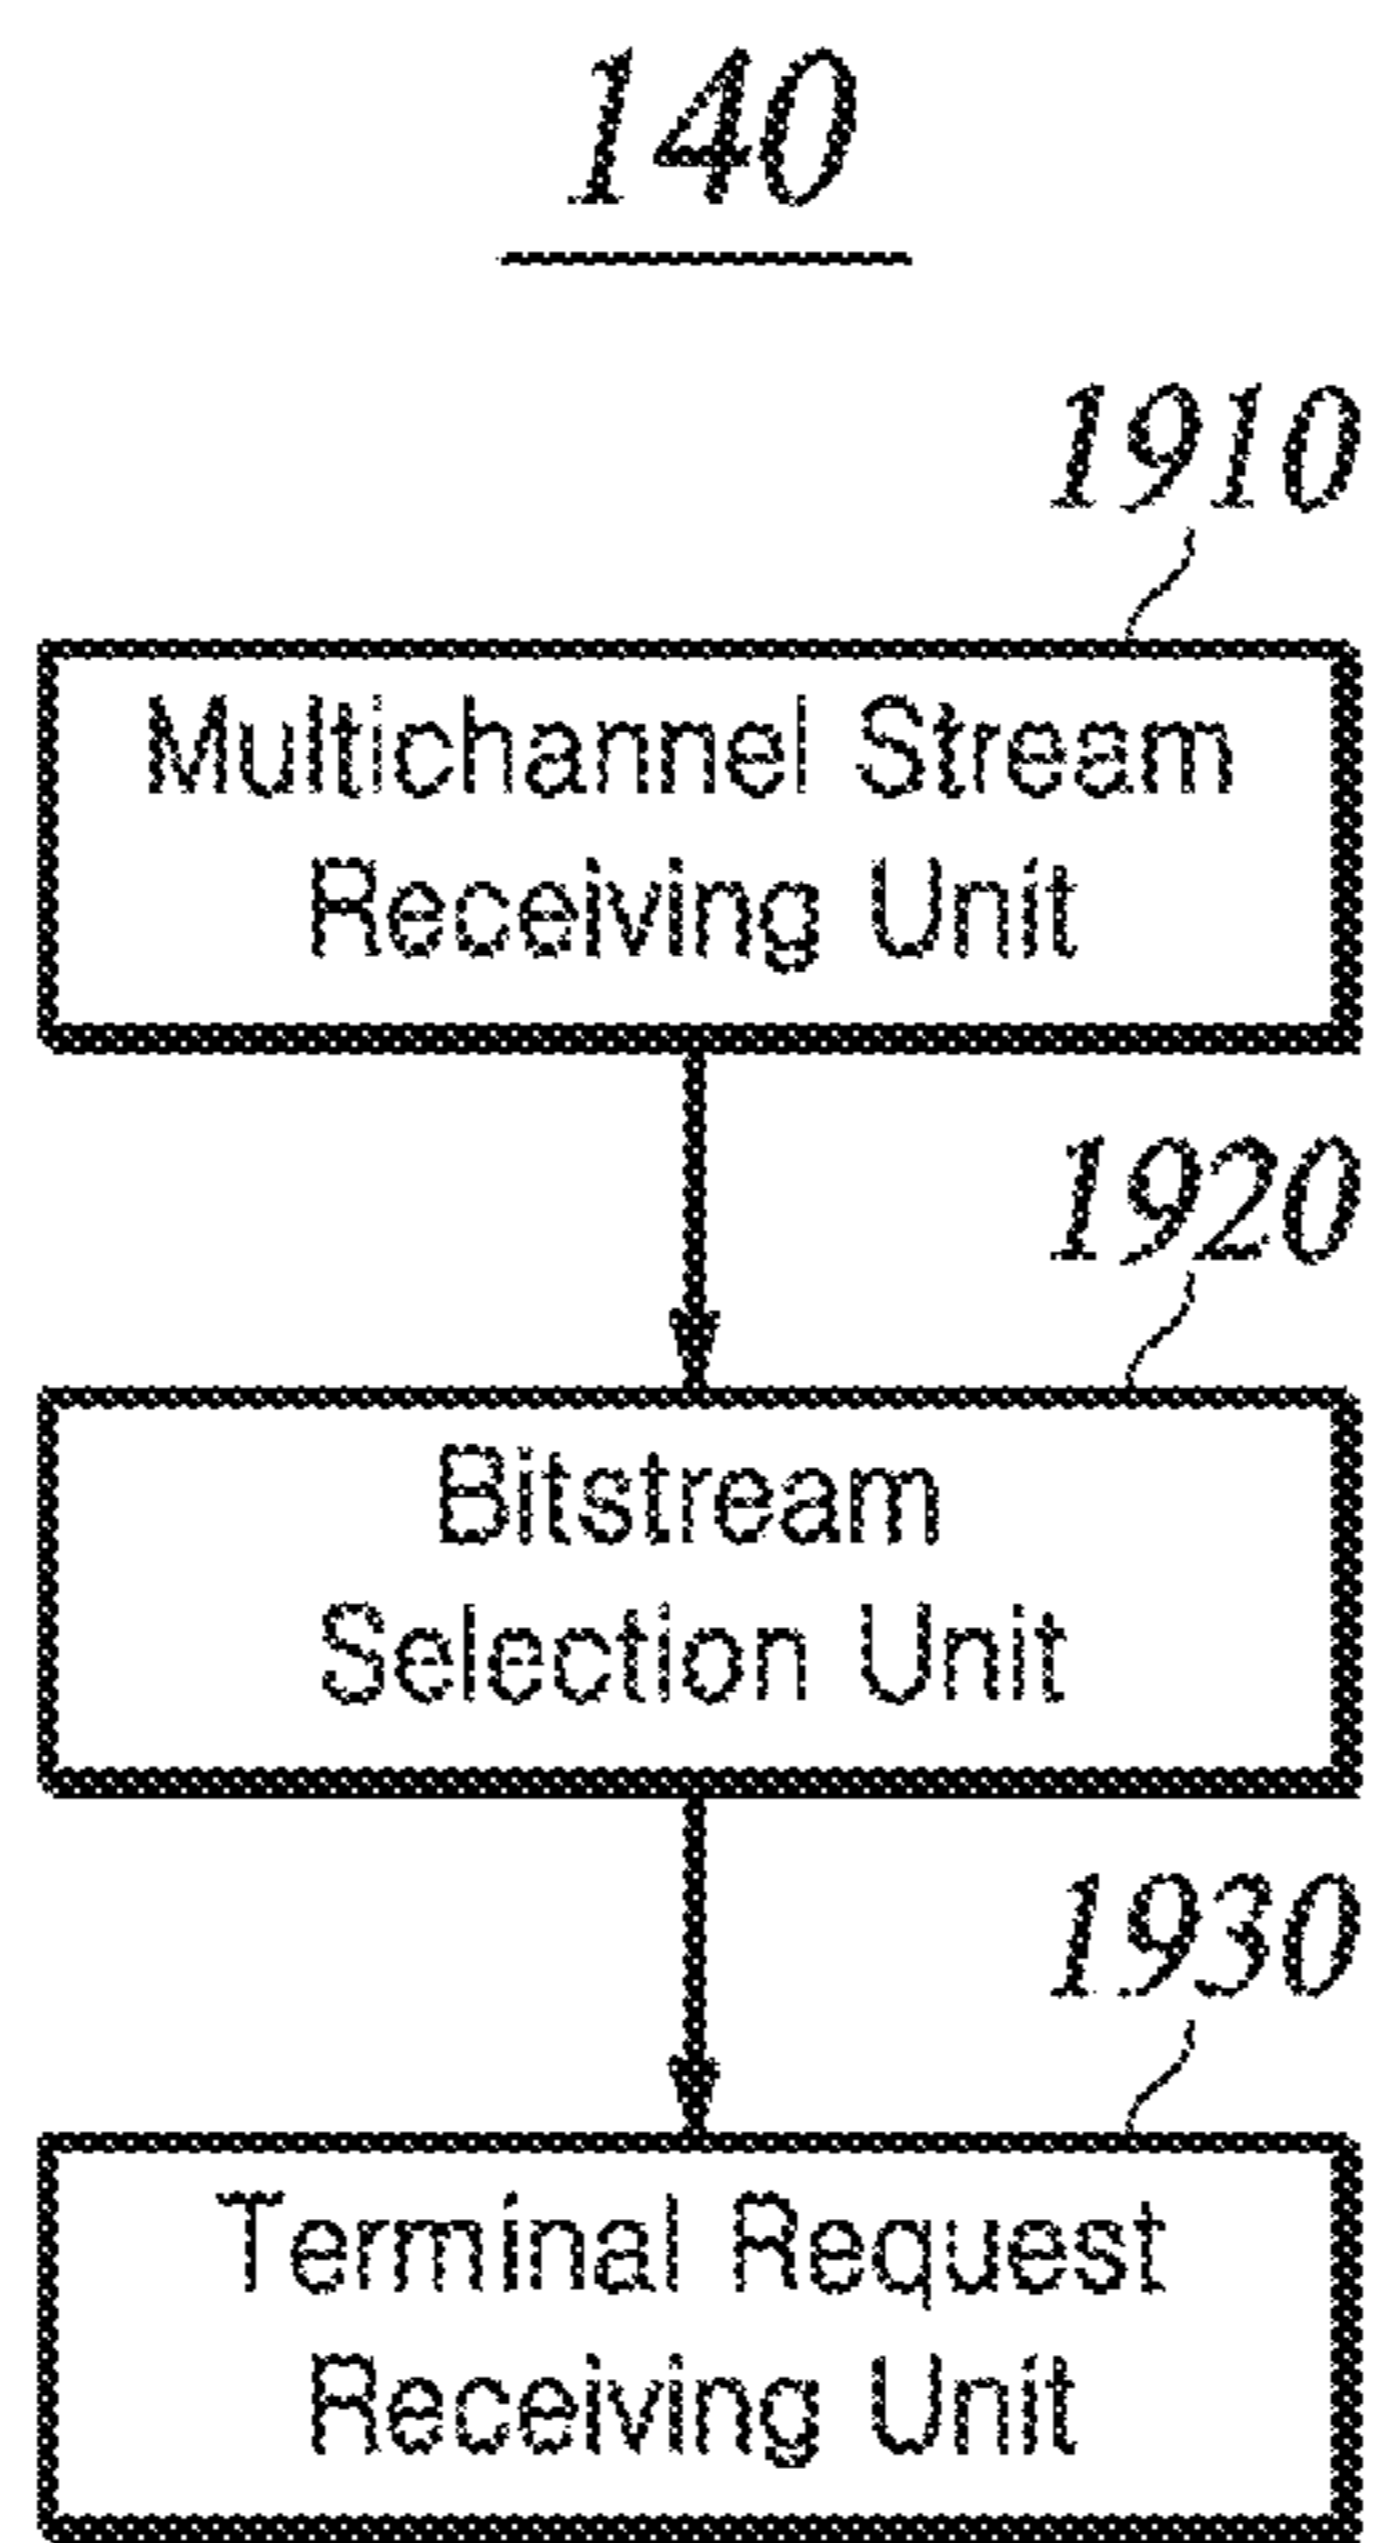 140
1910
Multichannel Stream
Receiving Unit
1920
Bitstream
Selection Unit
1930
Terminal Request
Receiving Unit